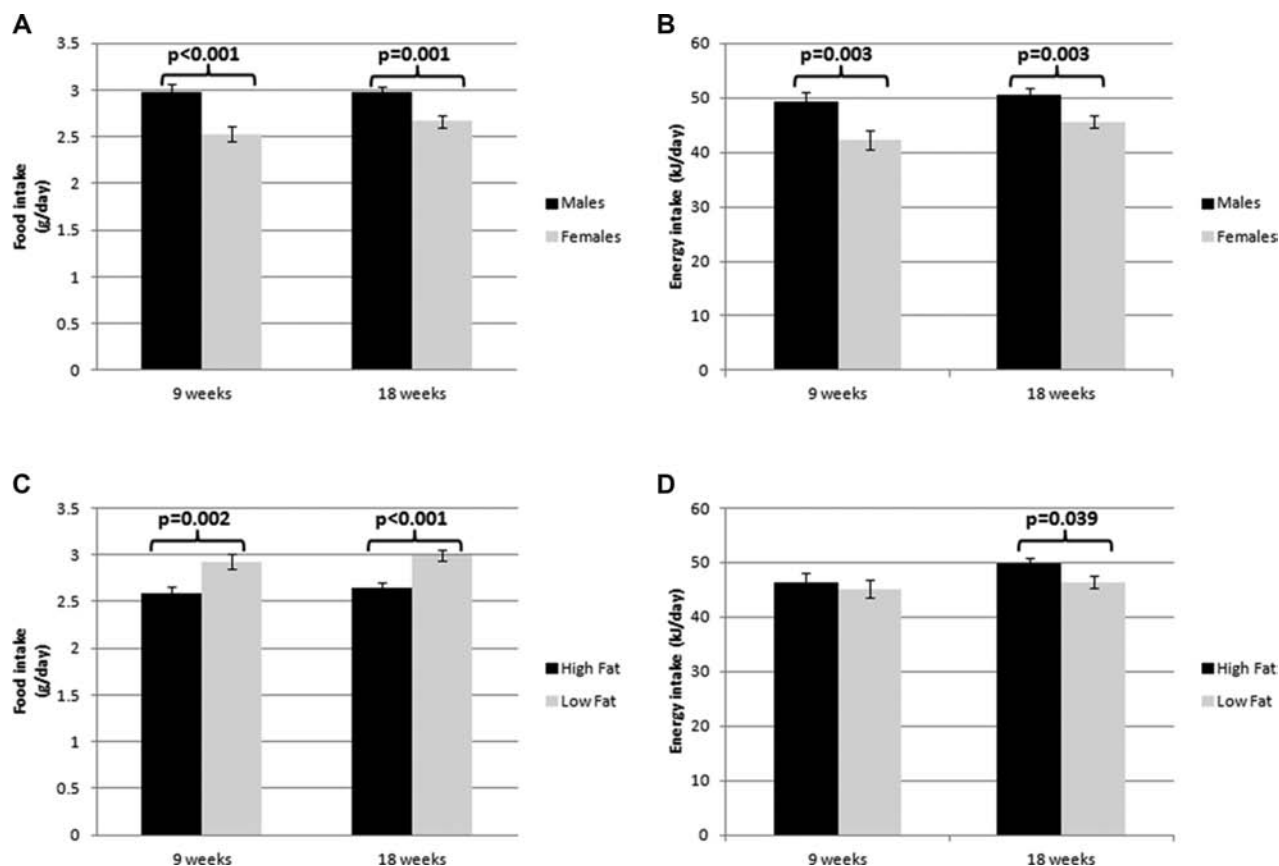 A
3.5
3
2.5
2
1.5
1
0.5
0
Food intake
(g/day)
p<0.001
p=0.001
9 weeks
18 weeks
Males
Females
B
60
50
40
30
20
10
0
Energy intake (kJ/day)
p=0.003
p=0.003
9 weeks
18 weeks
Males
Females
C
3.5
3
2.5
2
1.5
1
0.5
0
Food intake
(g/day)
p=0.002
p<0.001
9 weeks
18 weeks
High Fat
Low Fat
D
60
50
40
30
20
10
0
Energy intake (kJ/day)
p=0.039
9 weeks
18 weeks
High Fat
Low Fat